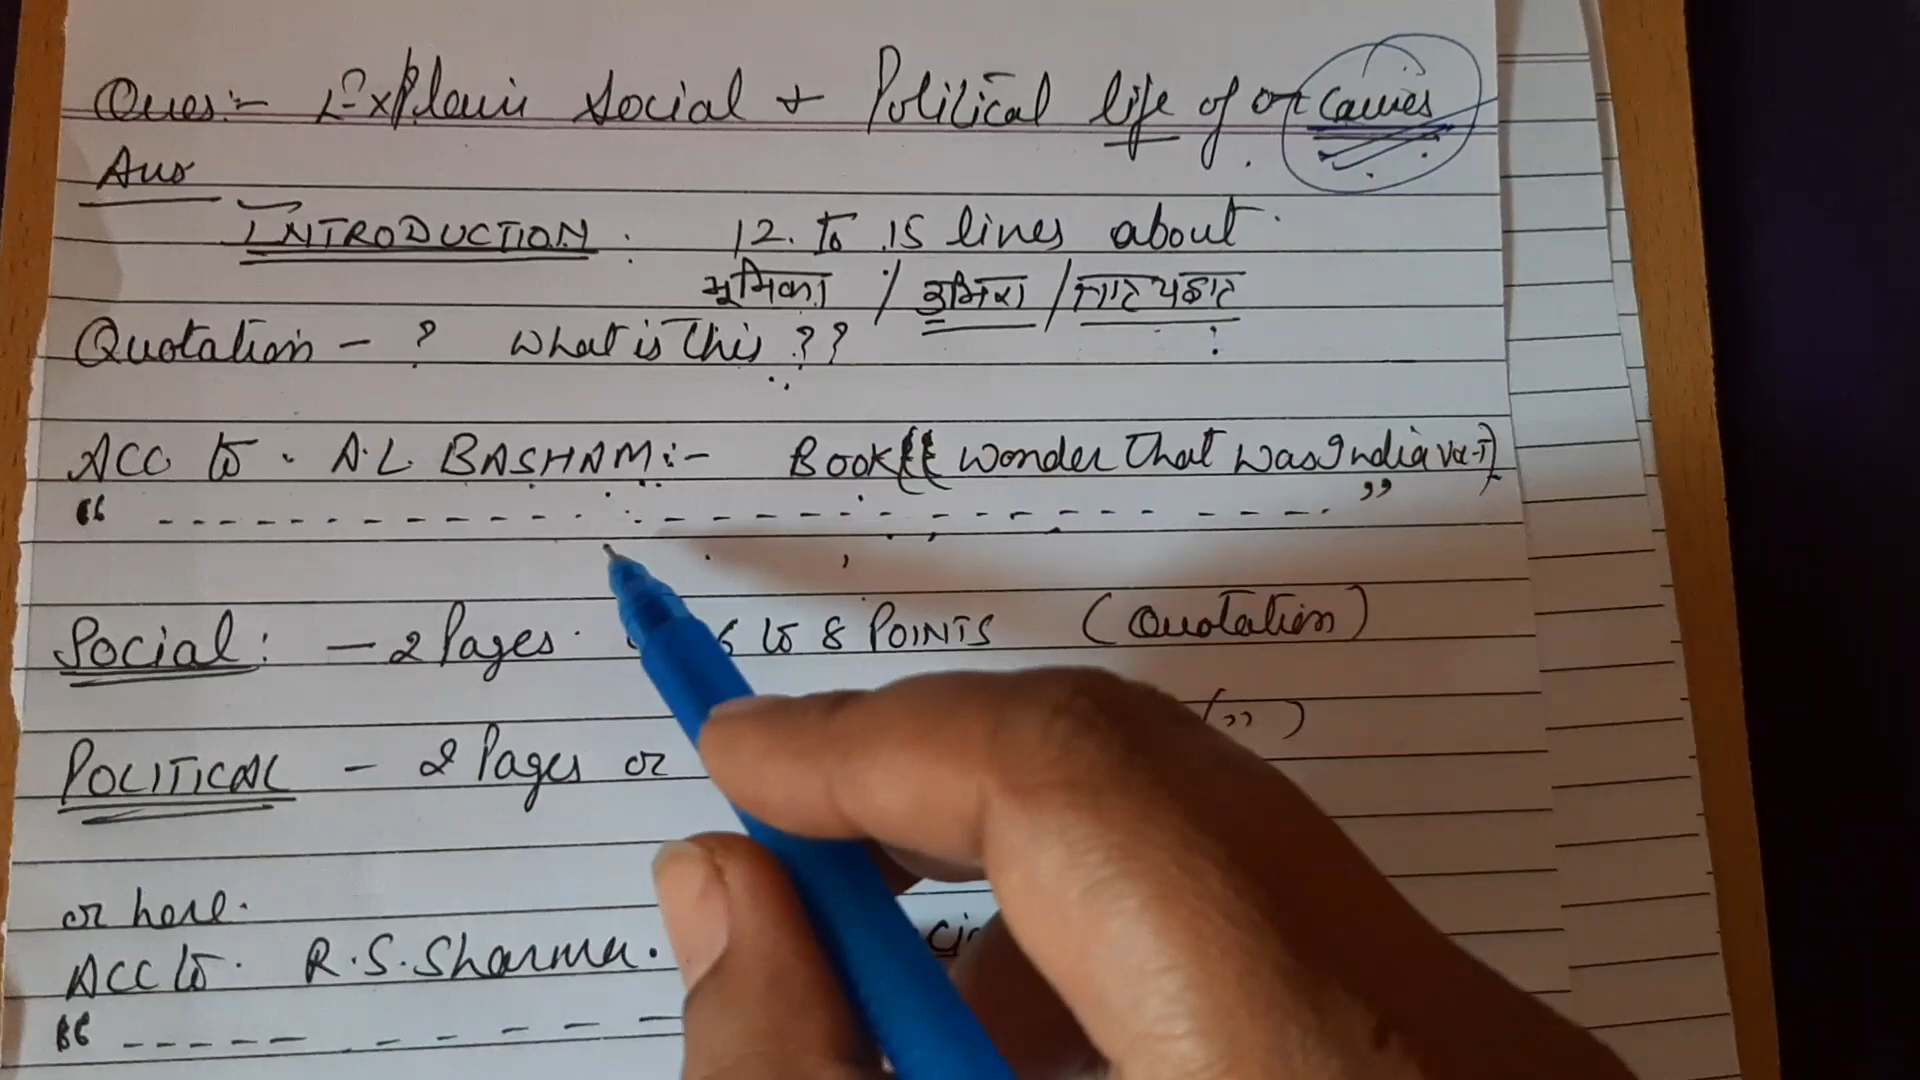 Ques:- Explain Social & Political life of or Causes
Ans
INTRODUCTION : 12. to 15 lines about
भूमिका /
Quotation - ? What is this ??
Acc to A.L BASHAM:- Book Wonder That Was India Vol-I
“ - - - - - - - - - - - - - - - - - - - - - - - - ”
Social: - 2 Pages 6 to 8 POINTS (Quotation)
POLITICAL - 2 Pages or (,,)
or here.
Acc to R.S. Sharma.
“ - - - - - - - - - -